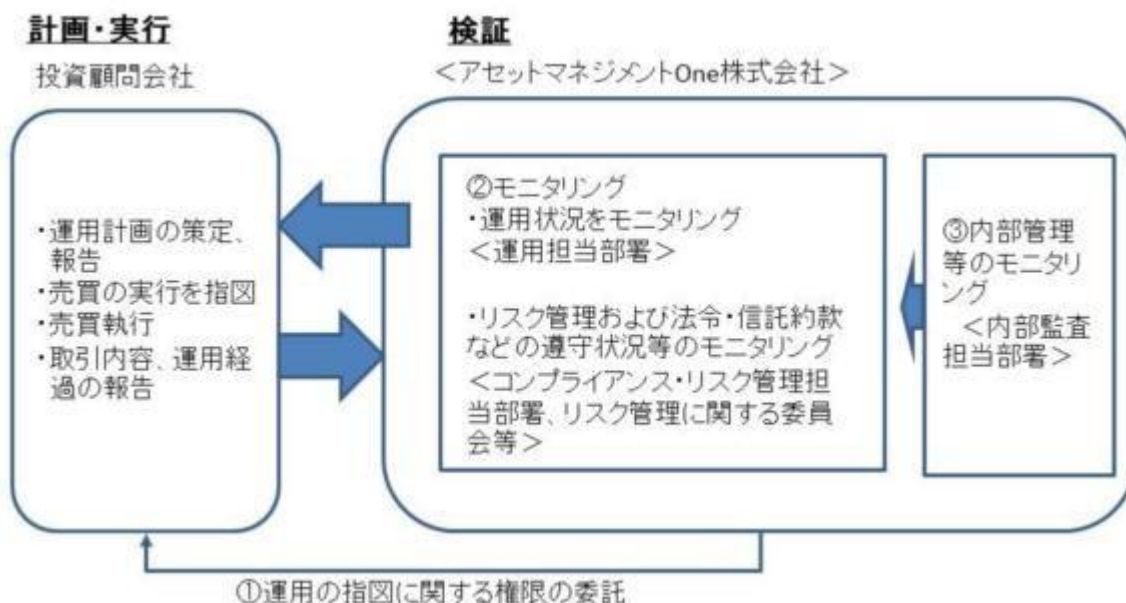 計画・実行
投資顧問会社
・運用計画の策定、
報告
・売買の実行を指図
・売買執行
・取引内容、運用経
過の報告
検証
＜アセットマネジメントOne株式会社＞
②モニタリング
・運用状況をモニタリング
＜運用担当部署＞
・リスク管理および法令・信託約款
などの遵守状況等のモニタリング
＜コンプライアンス・リスク管理担
当部署、リスク管理に関する委員
会等＞
③内部管理
等のモニタリ
ング
＜内部監査
担当部署＞
①運用の指図に関する権限の委託